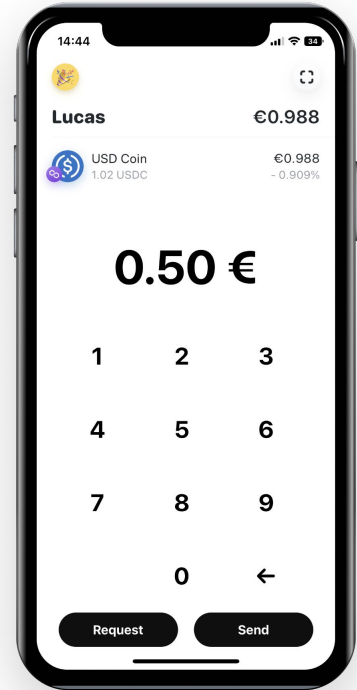 14:44
34
Lucas €0.988
USD Coin €0.988
1.02 USDC - 0.909%
0.50 €
1 2 3
4 5 6
7 8 9
0 ←
Request Send